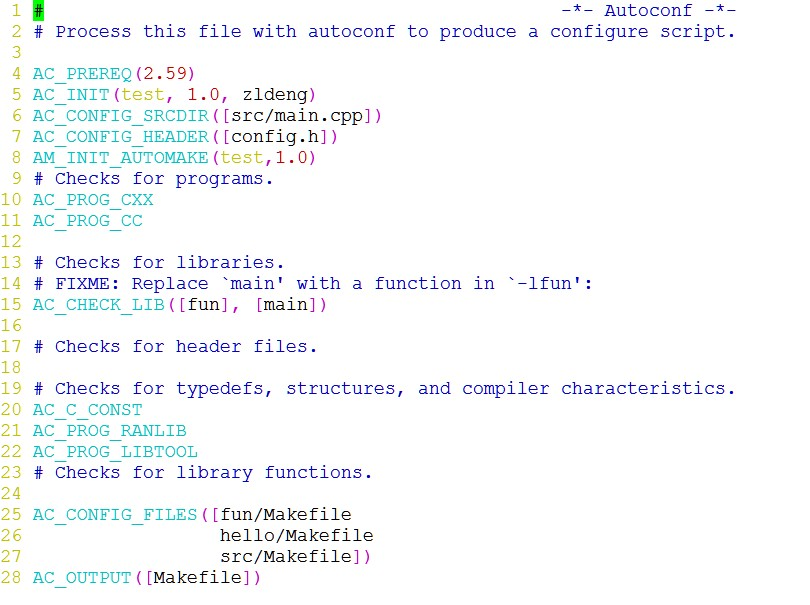 1 #                                               -*- Autoconf -*-
2 # Process this file with autoconf to produce a configure script.
3
4 AC_PREREQ(2.59)
5 AC_INIT(test, 1.0, zldeng)
6 AC_CONFIG_SRCDIR([src/main.cpp])
7 AC_CONFIG_HEADER([config.h])
8 AM_INIT_AUTOMAKE(test,1.0)
9 # Checks for programs.
10 AC_PROG_CXX
11 AC_PROG_CC
12
13 # Checks for libraries.
14 # FIXME: Replace `main' with a function in `-lfun':
15 AC_CHECK_LIB([fun], [main])
16
17 # Checks for header files.
18
19 # Checks for typedefs, structures, and compiler characteristics.
20 AC_C_CONST
21 AC_PROG_RANLIB
22 AC_PROG_LIBTOOL
23 # Checks for library functions.
24
25 AC_CONFIG_FILES([fun/Makefile
26                  hello/Makefile
27                  src/Makefile])
28 AC_OUTPUT([Makefile])